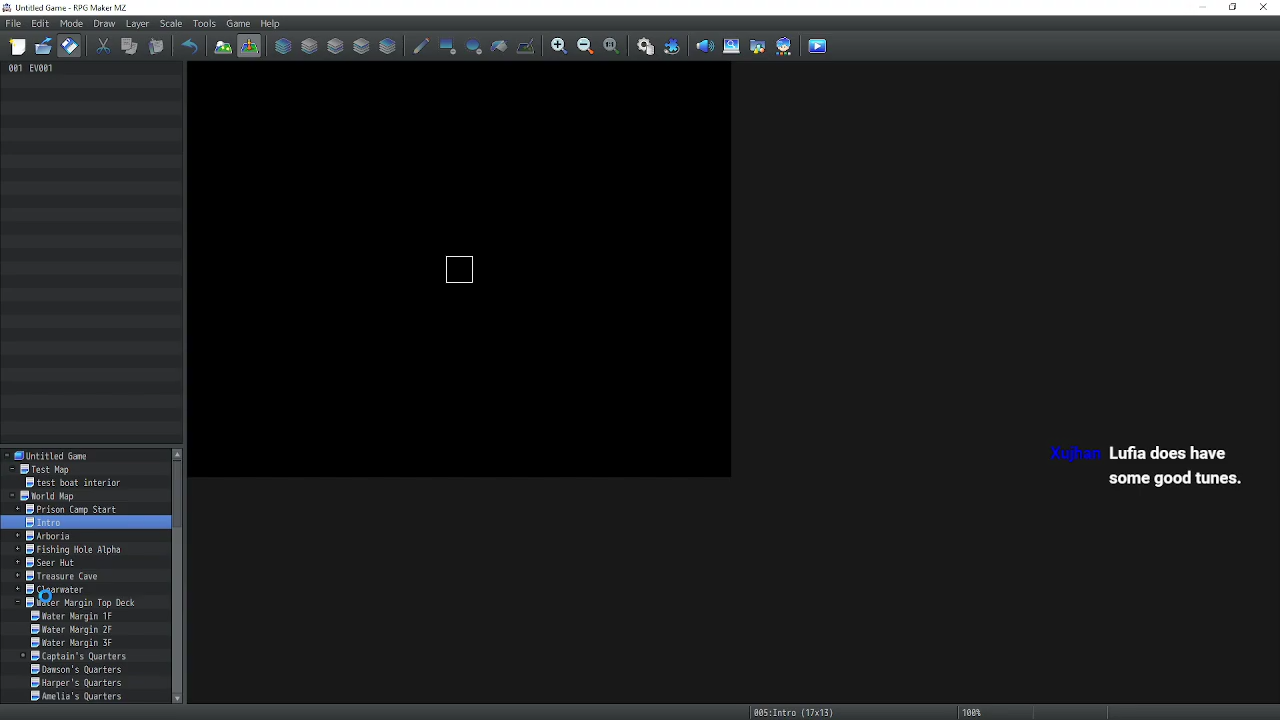 Untitled Game - RPG Maker MZ
File Edit Mode Draw Layer Scale Tools Game Help
001 EV001
Xujhan Lufia does have
some good tunes.
Untitled Game
Test Map
test boat interior
World Map
Prison Camp Start
Intro
Arboria
Fishing Hole Alpha
Seer Hut
Treasure Cave
Clearwater
Water Margin Top Deck
Water Margin 1F
Water Margin 2F
Water Margin 3F
Captain's Quarters
Dawson's Quarters
Harper's Quarters
Amelia's Quarters
005:Intro (17x13) 100%